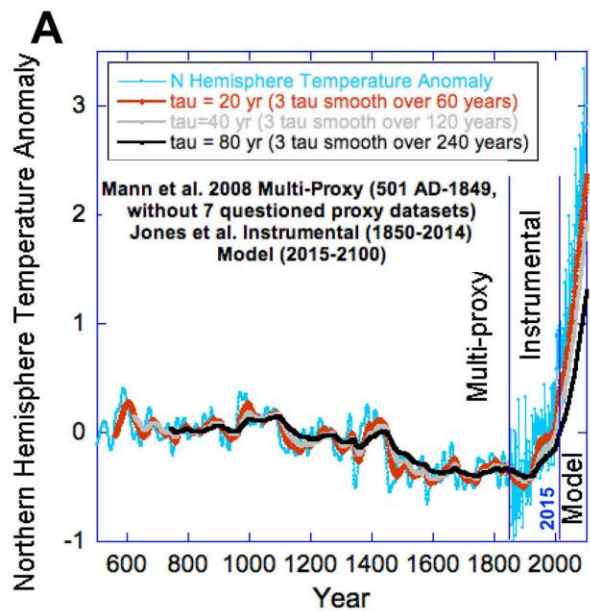 A
N Hemisphere Temperature Anomaly
tau = 20 yr (3 tau smooth over 60 years)
tau=40 yr (3 tau smooth over 120 years)
tau = 80 yr (3 tau smooth over 240 years)
Mann et al. 2008 Multi-Proxy (501 AD-1849,
without 7 questioned proxy datasets)
Jones et al. Instrumental (1850-2014)
Model (2015-2100)
Northern Hemisphere Temperature Anomaly
3
2
1
0
-1
Multi-proxy
Instrumental
2015
Model
600 800 1000 1200 1400 1600 1800 2000
Year